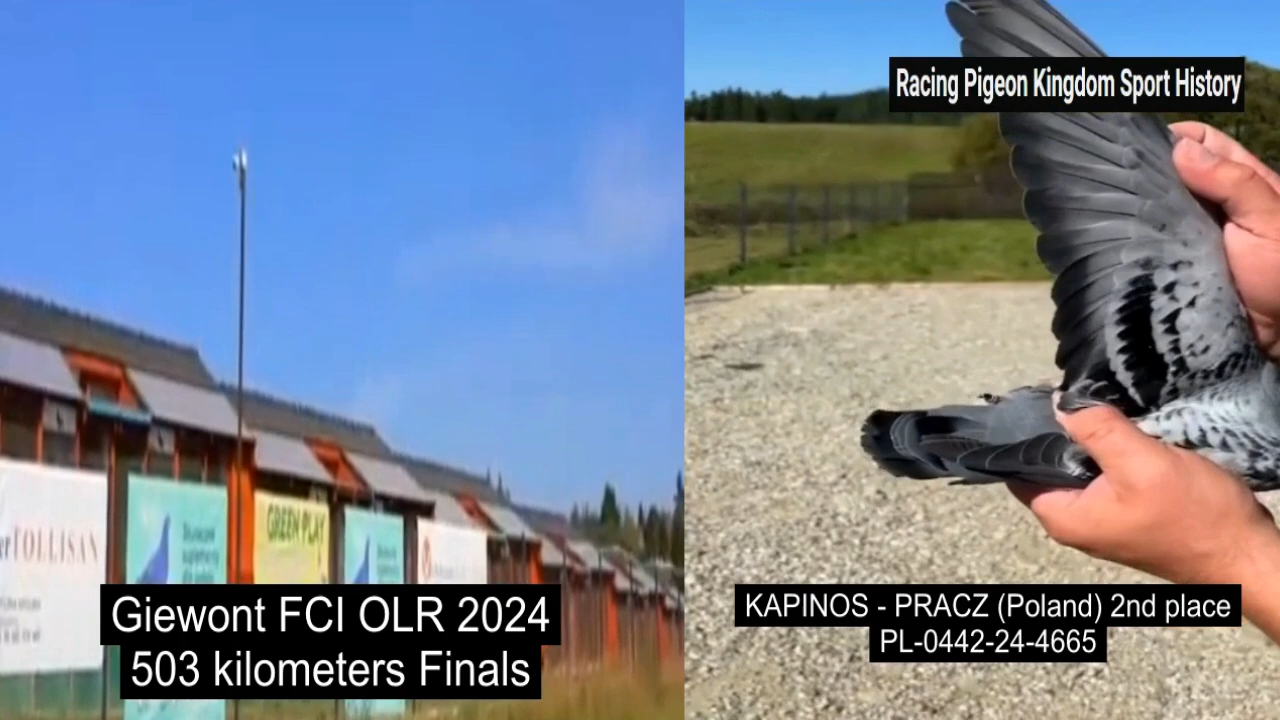 Racing Pigeon Kingdom Sport History
TOLLISAN
GREEN PLAY
Giewont FCI OLR 2024
503 kilometers Finals
KAPINOS - PRACZ (Poland) 2nd place
PL-0442-24-4665